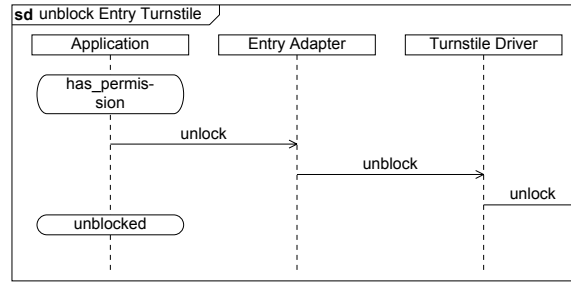 sd unblock Entry Turnstile
Application Entry Adapter Turnstile Driver
has_permis-
sion
unlock
unblock
unlock
unblocked